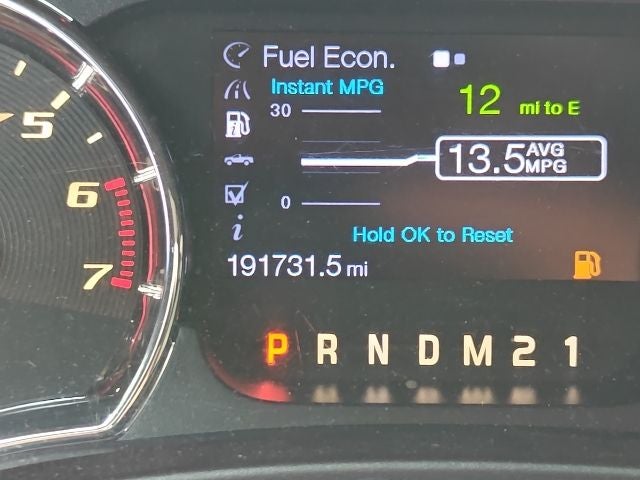 Fuel Econ.
Instant MPG
30
12 mi to E
13.5 AVG MPG
0
Hold OK to Reset
191731.5 mi
5
6
7
P R N D M 2 1